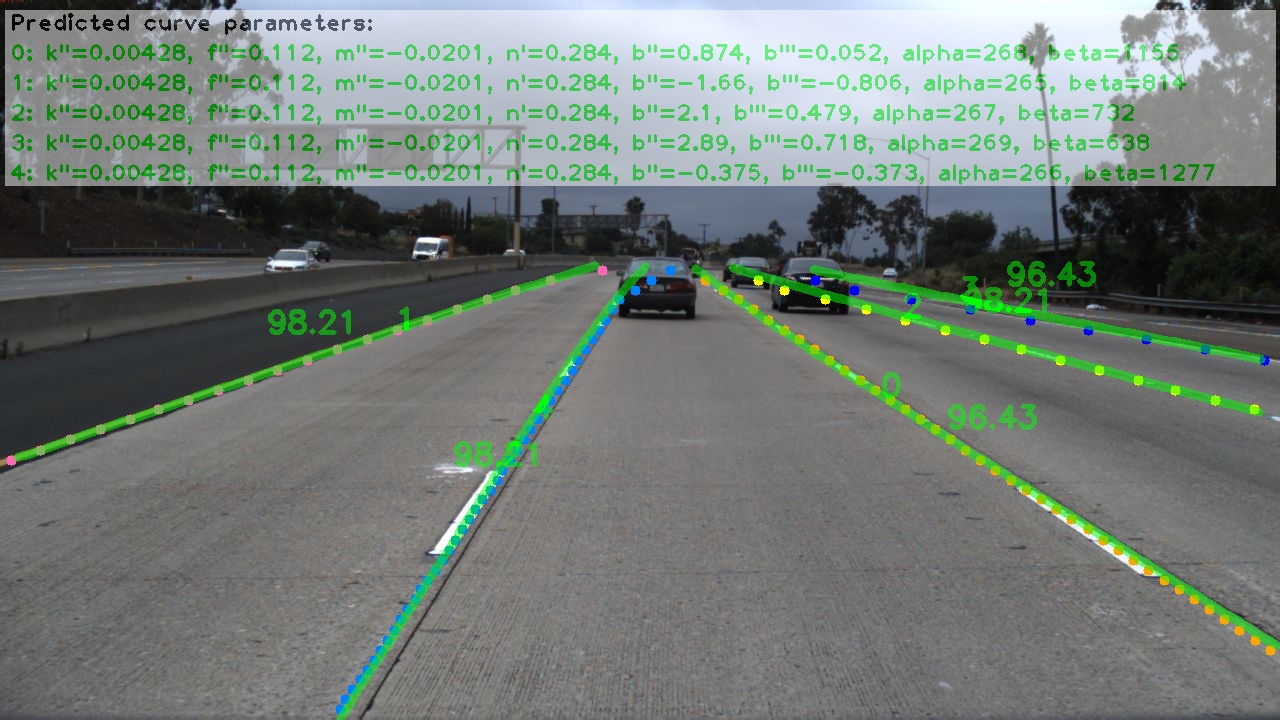 Predicted curve parameters:
0: k''=0.00428, f''=0.112, m''=-0.0201, n'=0.284, b''=0.874, b'''=0.052, alpha=268, beta=1156
1: k''=0.00428, f''=0.112, m''=-0.0201, n'=0.284, b''=-1.66, b'''=-0.806, alpha=265, beta=814
2: k''=0.00428, f''=0.112, m''=-0.0201, n'=0.284, b''=2.1, b'''=0.479, alpha=267, beta=732
3: k''=0.00428, f''=0.112, m''=-0.0201, n'=0.284, b''=2.89, b'''=0.718, alpha=269, beta=638
4: k''=0.00428, f''=0.112, m''=-0.0201, n'=0.284, b''=-0.375, b'''=-0.373, alpha=266, beta=1277
96.43
3 98.21
98.21 1 2
0
96.43
98.21